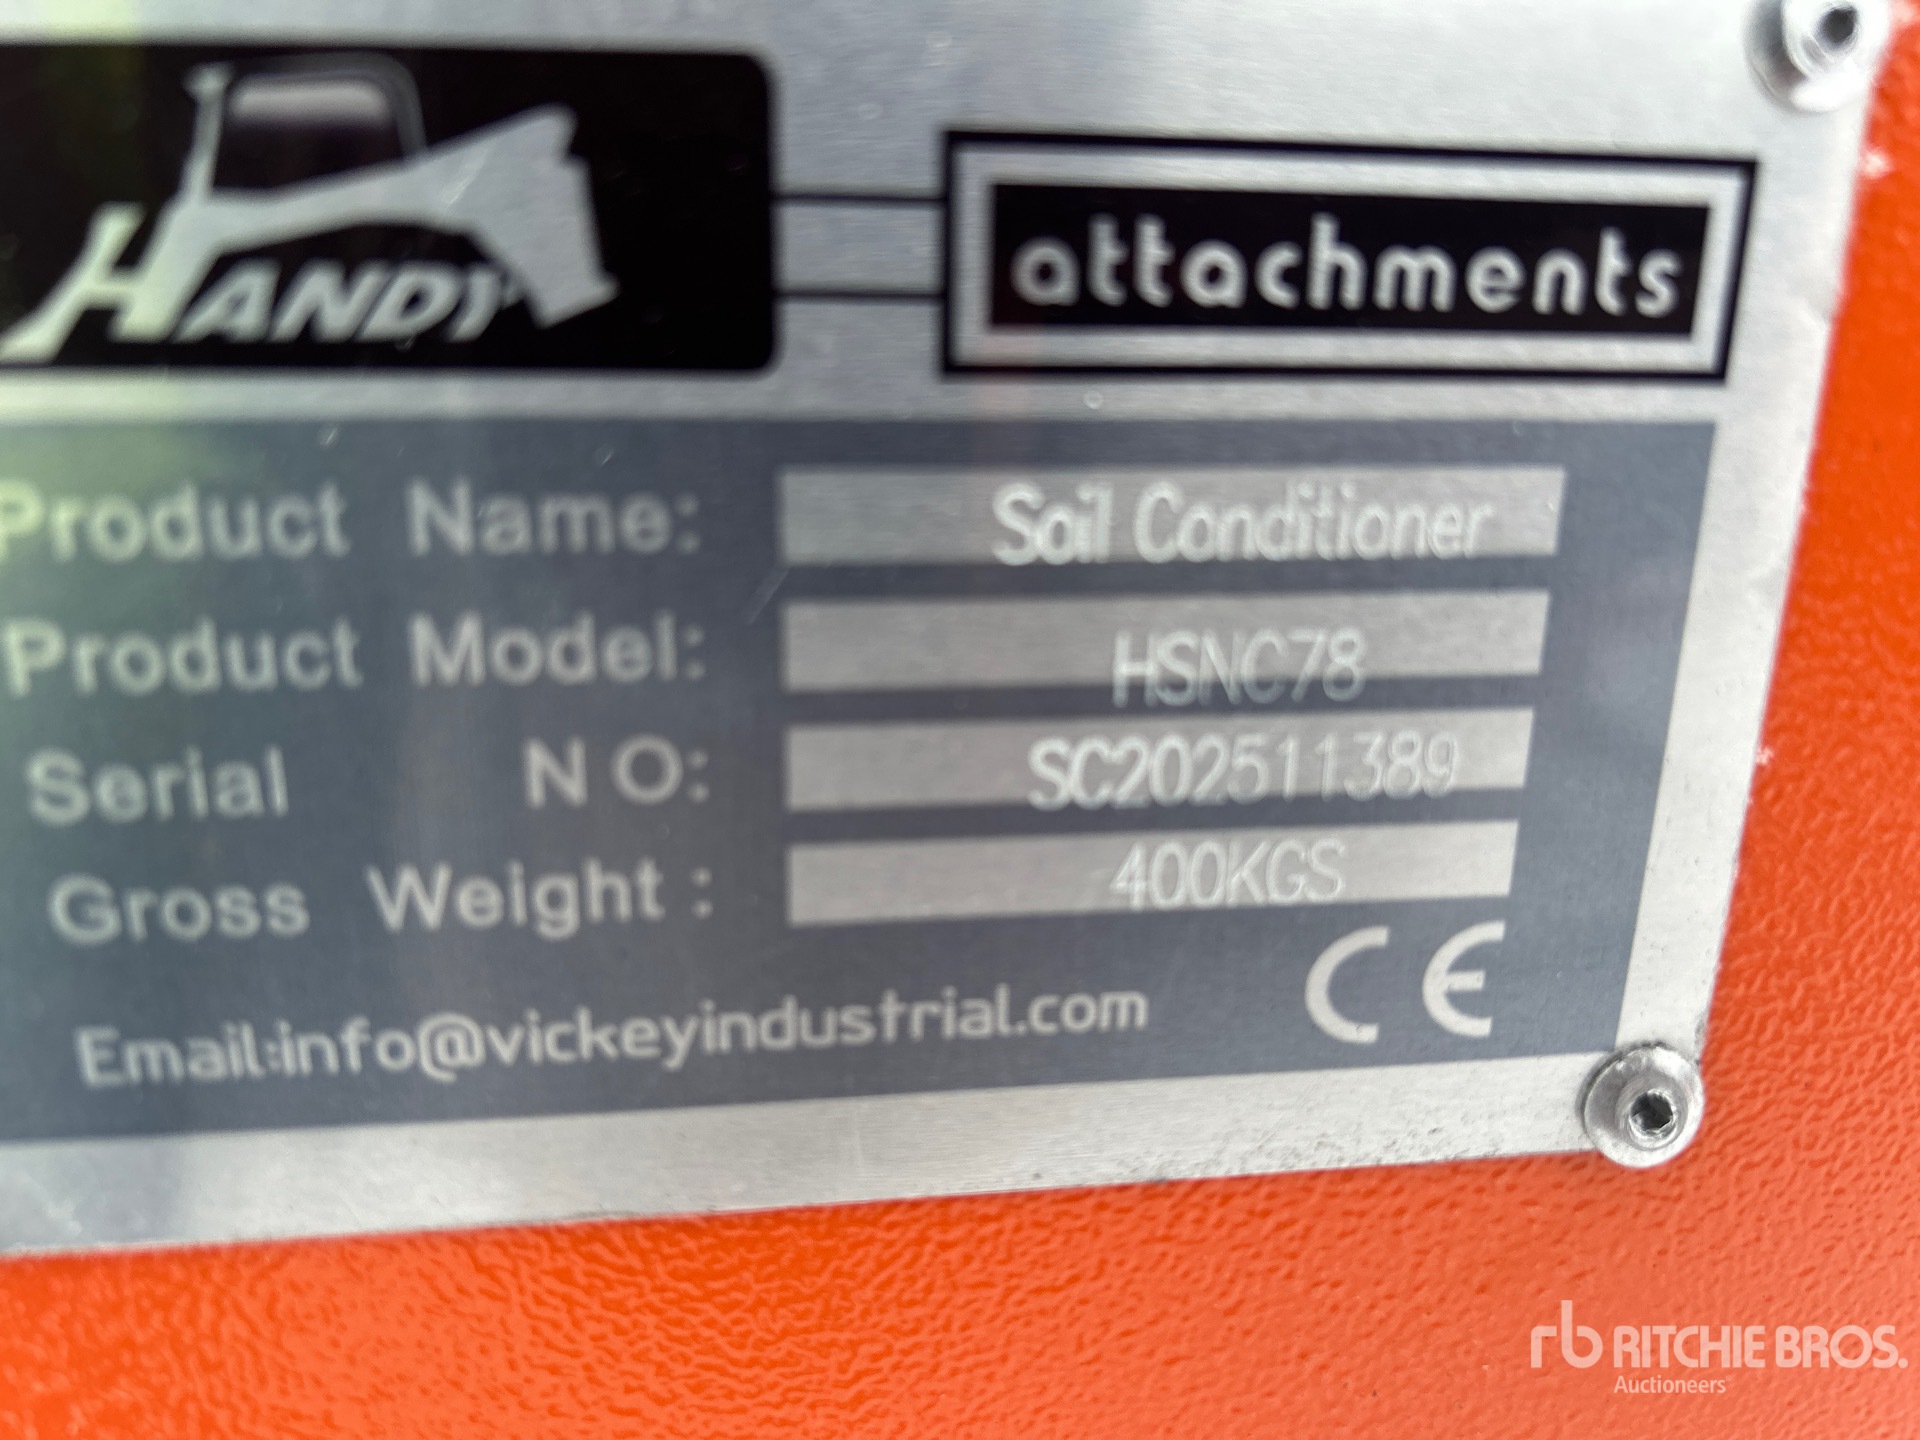 HANDY
attachments
Product Name: Soil Conditioner
Product Model: HSNC78
Serial NO: SC202511389
Gross Weight: 400KGS
Email:info@vickeyindustrial.com
CE
rb RITCHIE BROS.
Auctioneers